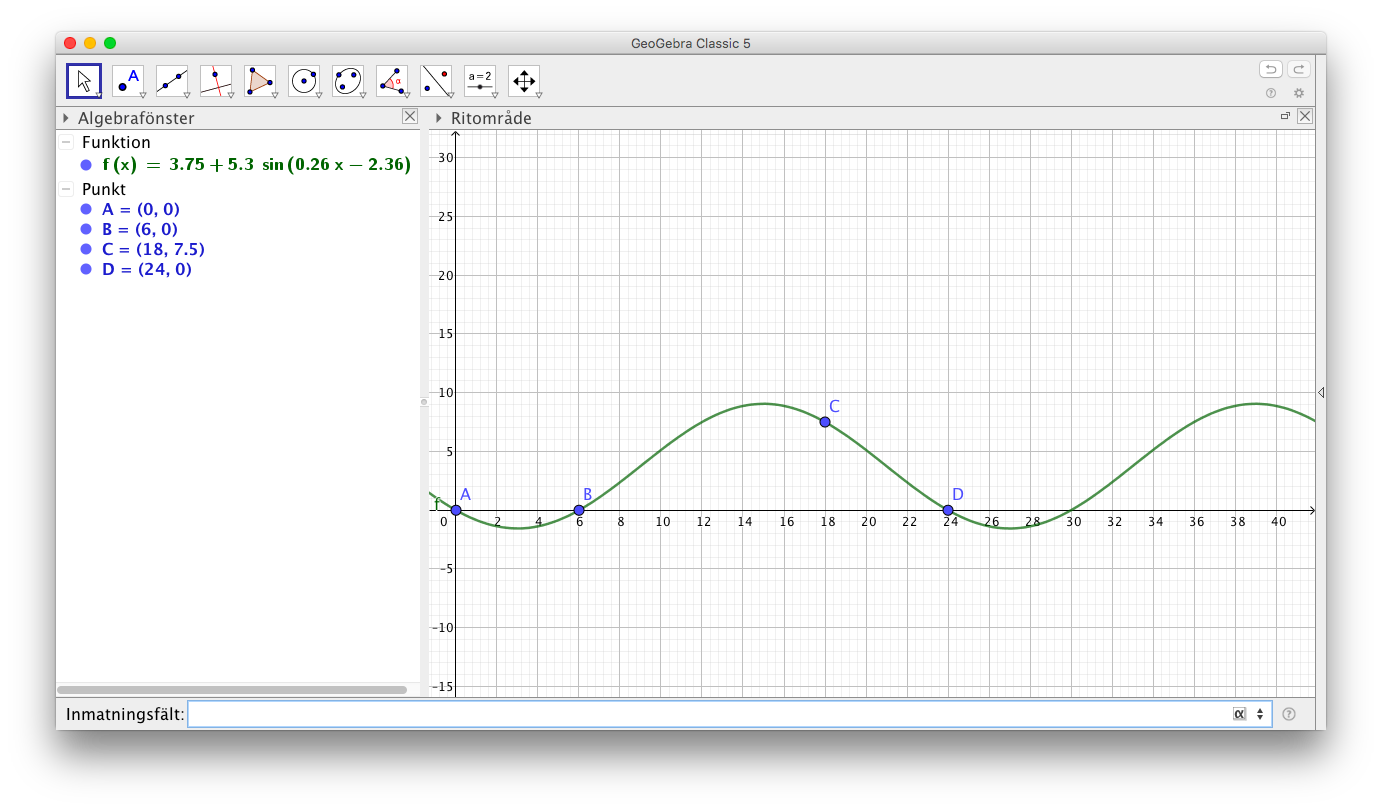 GeoGebra Classic 5
A
α
a=2
Algebrafönster
Ritområde
Funktion
f (x) = 3.75 + 5.3 sin (0.26 x − 2.36)
Punkt
A = (0, 0)
B = (6, 0)
C = (18, 7.5)
D = (24, 0)
30
25
20
15
10
5
f
A
B
C
D
0 2 4 6 8 10 12 14 16 18 20 22 24 26 28 30 32 34 36 38 40
−5
−10
−15
Inmatningsfält:
α
?